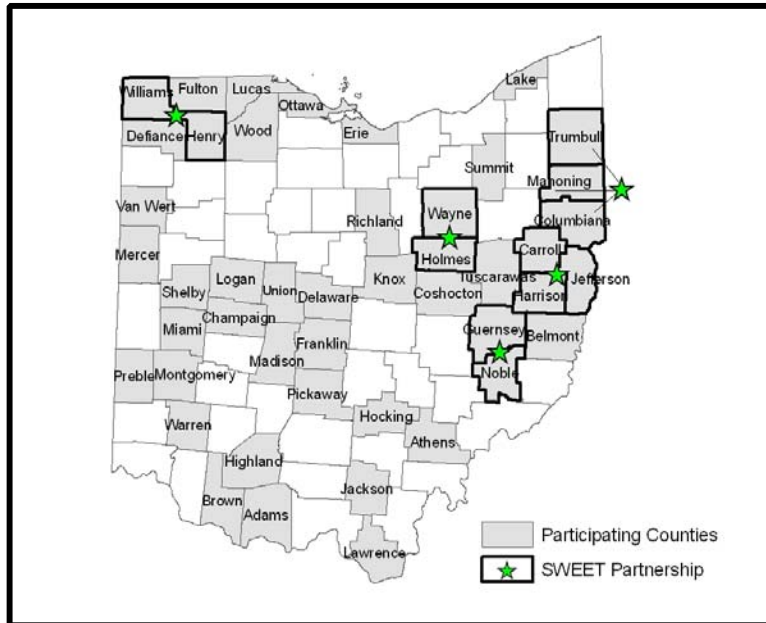 Williams
Fulton
Lucas
Lake
Ottawa
Defiance
Henry
Wood
Erie
Trumbull
Summit
Mahoning
Van Wert
Richland
Wayne
Columbiana
Mercer
Holmes
Carroll
Logan
Union
Knox
Tuscarawas
Jefferson
Shelby
Delaware
Coshocton
Harrison
Champaign
Miami
Franklin
Guernsey
Belmont
Madison
Preble
Montgomery
Noble
Pickaway
Hocking
Warren
Athens
Highland
Jackson
Brown
Adams
Lawrence
Participating Counties
SWEET Partnership